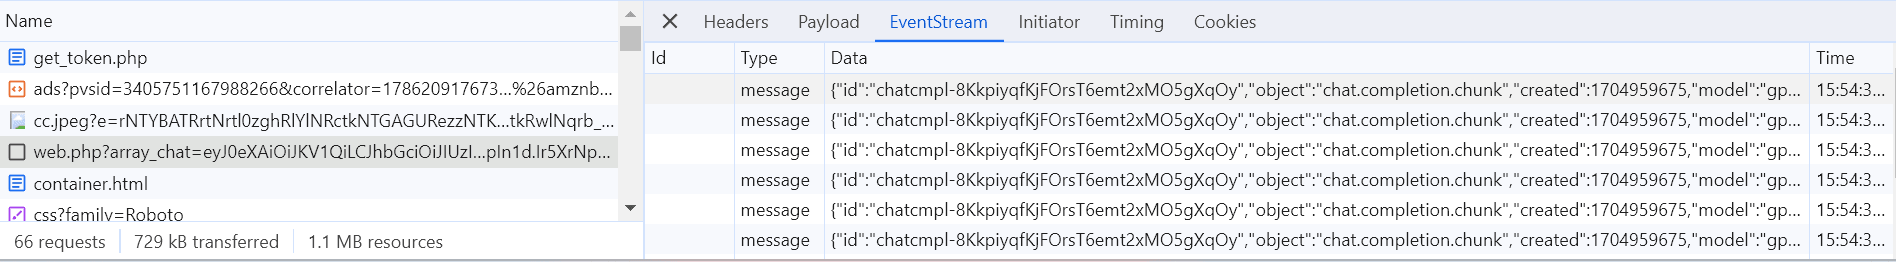 Name
get_token.php
ads?pvsid=3405751167988266&correlator=178620917673...%26amznb...
cc.jpeg?e=rNTYBATRrtNrtl0zghRlYlNRctkNTGAGURezzNTK...tkRwlNqrb_...
web.php?array_chat=eyJ0eXAiOiJKV1QiLCJhbGciOiJIUzI...pIn1d.Ir5XrNp...
container.html
css?family=Roboto
66 requests 729 kB transferred 1.1 MB resources
Headers Payload EventStream Initiator Timing Cookies
Id Type Data Time
message {"id":"chatcmpl-8KkpiyqfKjFOrsT6emt2xMO5gXqOy","object":"chat.completion.chunk","created":1704959675,"model":"gp... 15:54:3...
message {"id":"chatcmpl-8KkpiyqfKjFOrsT6emt2xMO5gXqOy","object":"chat.completion.chunk","created":1704959675,"model":"gp... 15:54:3...
message {"id":"chatcmpl-8KkpiyqfKjFOrsT6emt2xMO5gXqOy","object":"chat.completion.chunk","created":1704959675,"model":"gp... 15:54:3...
message {"id":"chatcmpl-8KkpiyqfKjFOrsT6emt2xMO5gXqOy","object":"chat.completion.chunk","created":1704959675,"model":"gp... 15:54:3...
message {"id":"chatcmpl-8KkpiyqfKjFOrsT6emt2xMO5gXqOy","object":"chat.completion.chunk","created":1704959675,"model":"gp... 15:54:3...
message {"id":"chatcmpl-8KkpiyqfKjFOrsT6emt2xMO5gXqOy","object":"chat.completion.chunk","created":1704959675,"model":"gp... 15:54:3...